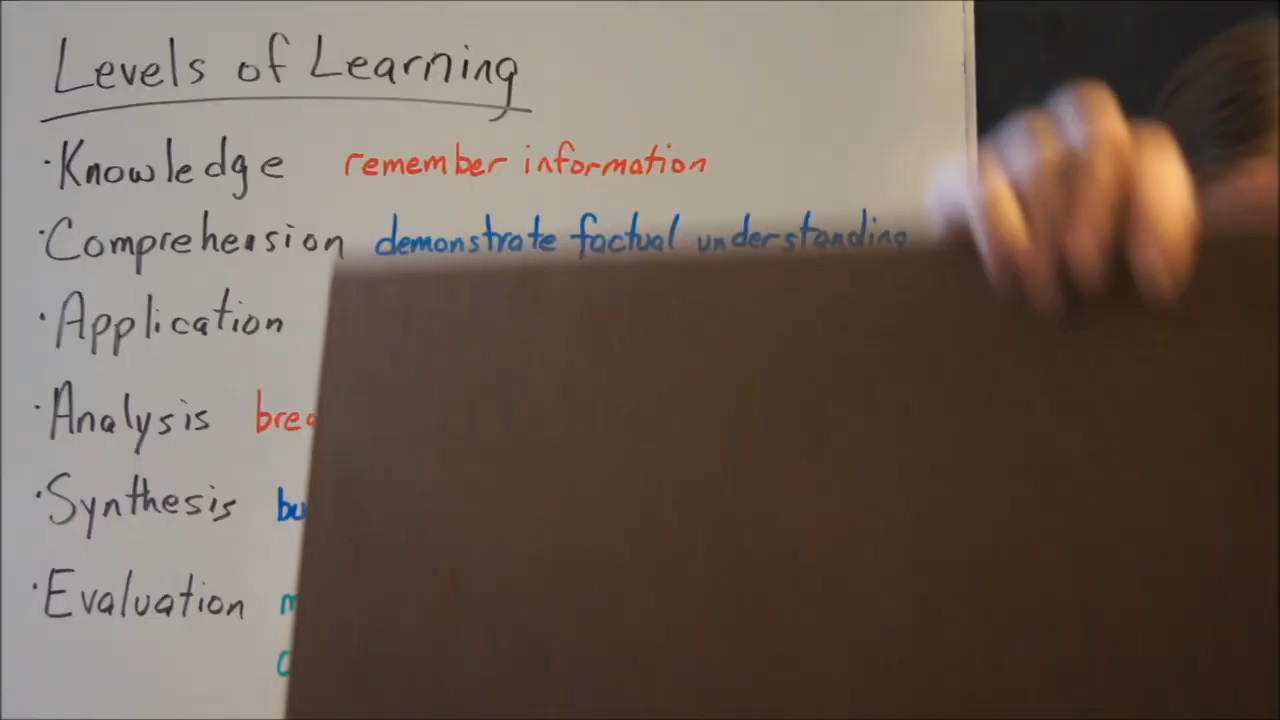 Levels of Learning
·Knowledge remember information
·Comprehension demonstrate factual understanding
·Application
·Analysis
·Synthesis
·Evaluation